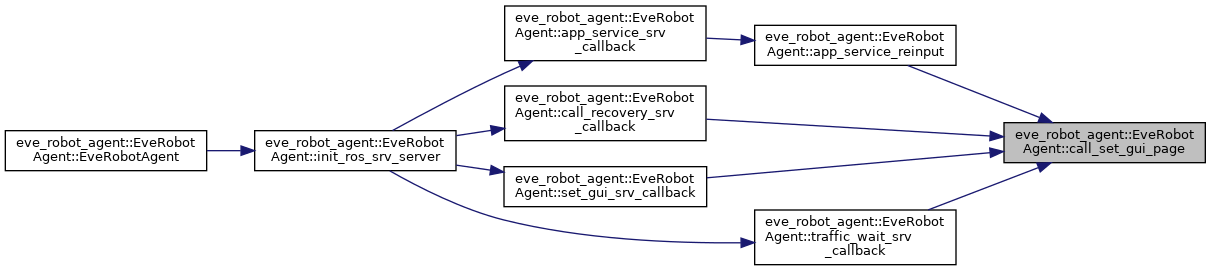 eve_robot_agent::EveRobot
Agent::EveRobotAgent
eve_robot_agent::EveRobot
Agent::init_ros_srv_server
eve_robot_agent::EveRobot
Agent::app_service_srv
_callback
eve_robot_agent::EveRobot
Agent::call_recovery_srv
_callback
eve_robot_agent::EveRobot
Agent::set_gui_srv_callback
eve_robot_agent::EveRobot
Agent::app_service_reinput
eve_robot_agent::EveRobot
Agent::traffic_wait_srv
_callback
eve_robot_agent::EveRobot
Agent::call_set_gui_page